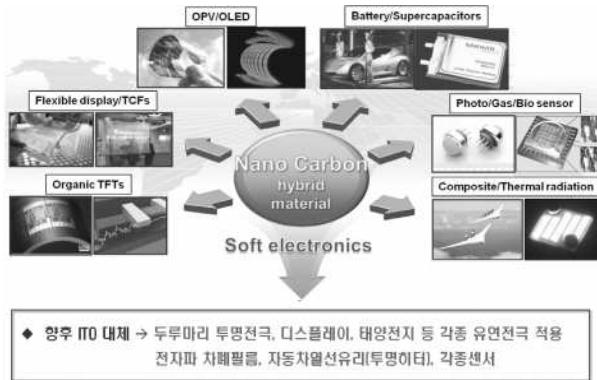 OPV/OLED
Battery/Supercapacitors
Flexible display/TCFs
Photo/Gas/Bio sensor
Organic TFTs
Nano Carbon
hybrid
material
Composite/Thermal radiation
Soft electronics
◆ 향후 ITO 대체 → 두루마리 투명전극, 디스플레이, 태양전지 등 각종 유연전극 적용
전자파 차폐필름, 자동차열선유리(투명히터), 각종센서